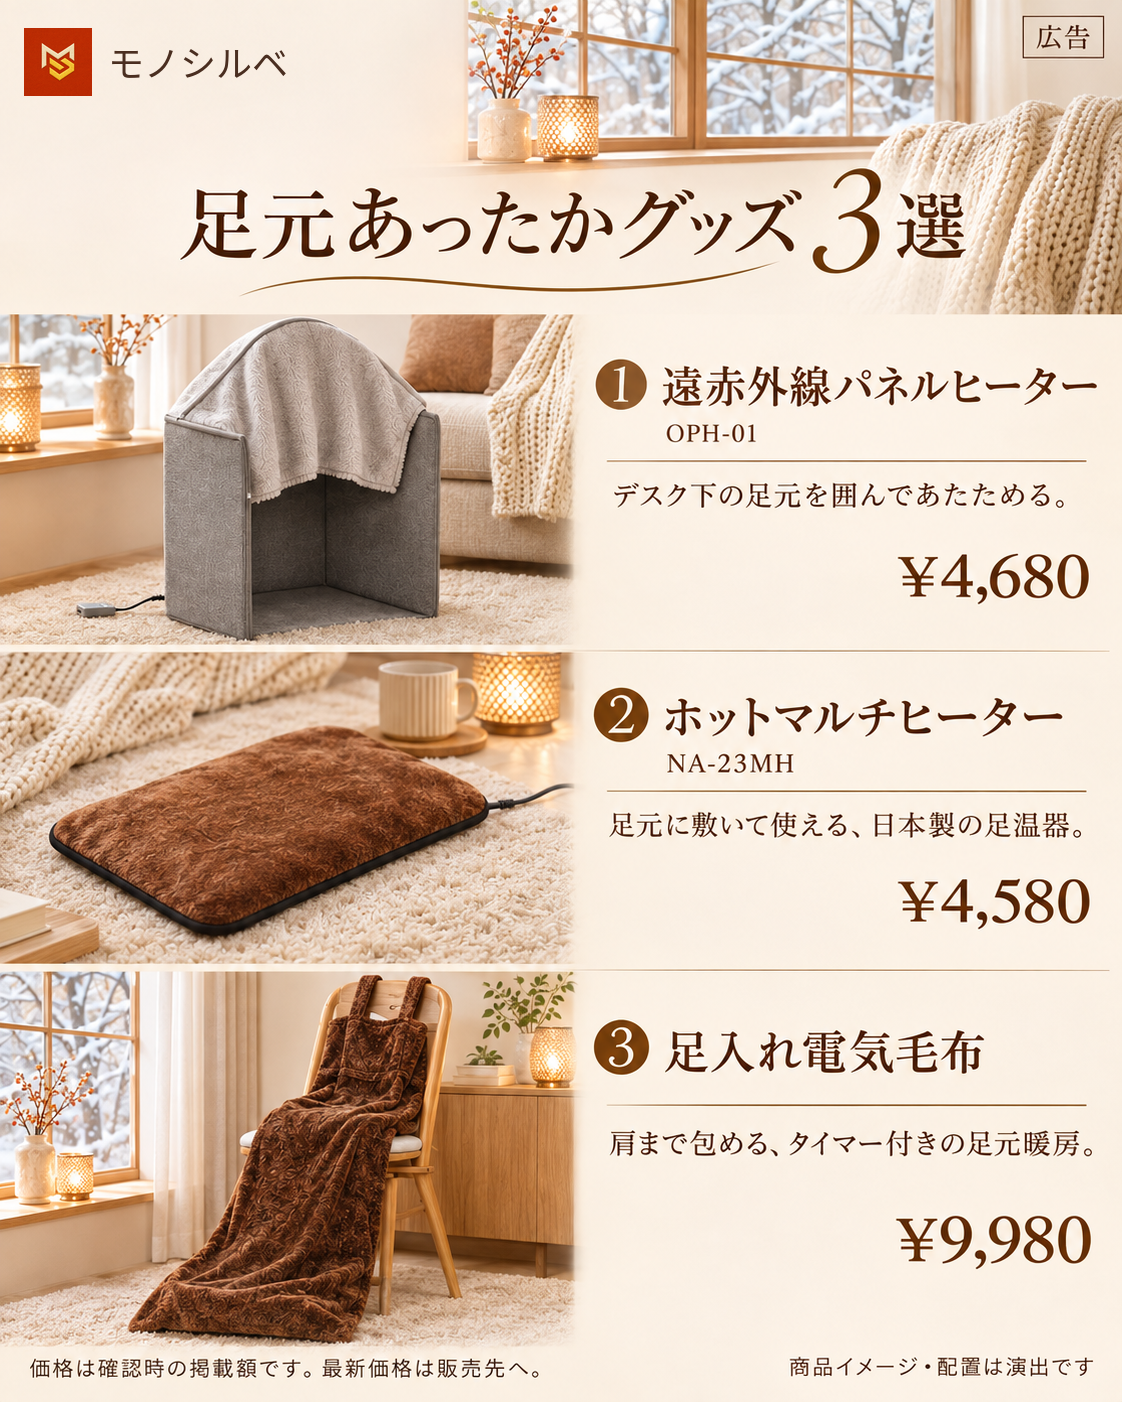 モノシルベ
広告
足元あったかグッズ3選
1 遠赤外線パネルヒーター
OPH-01
デスク下の足元を囲んであたためる。
¥4,680
2 ホットマルチヒーター
NA-23MH
足元に敷いて使える、日本製の足温器。
¥4,580
3 足入れ電気毛布
肩まで包める、タイマー付きの足元暖房。
¥9,980
価格は確認時の掲載額です。最新価格は販売先へ。
商品イメージ・配置は演出です